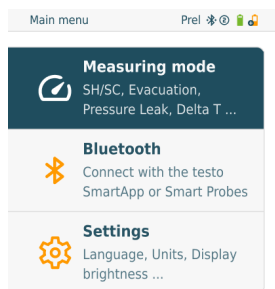 Main menu Prel
Measuring mode
SH/SC, Evacuation,
Pressure Leak, Delta T ...
Bluetooth
Connect with the testo
SmartApp or Smart Probes
Settings
Language, Units, Display
brightness ...